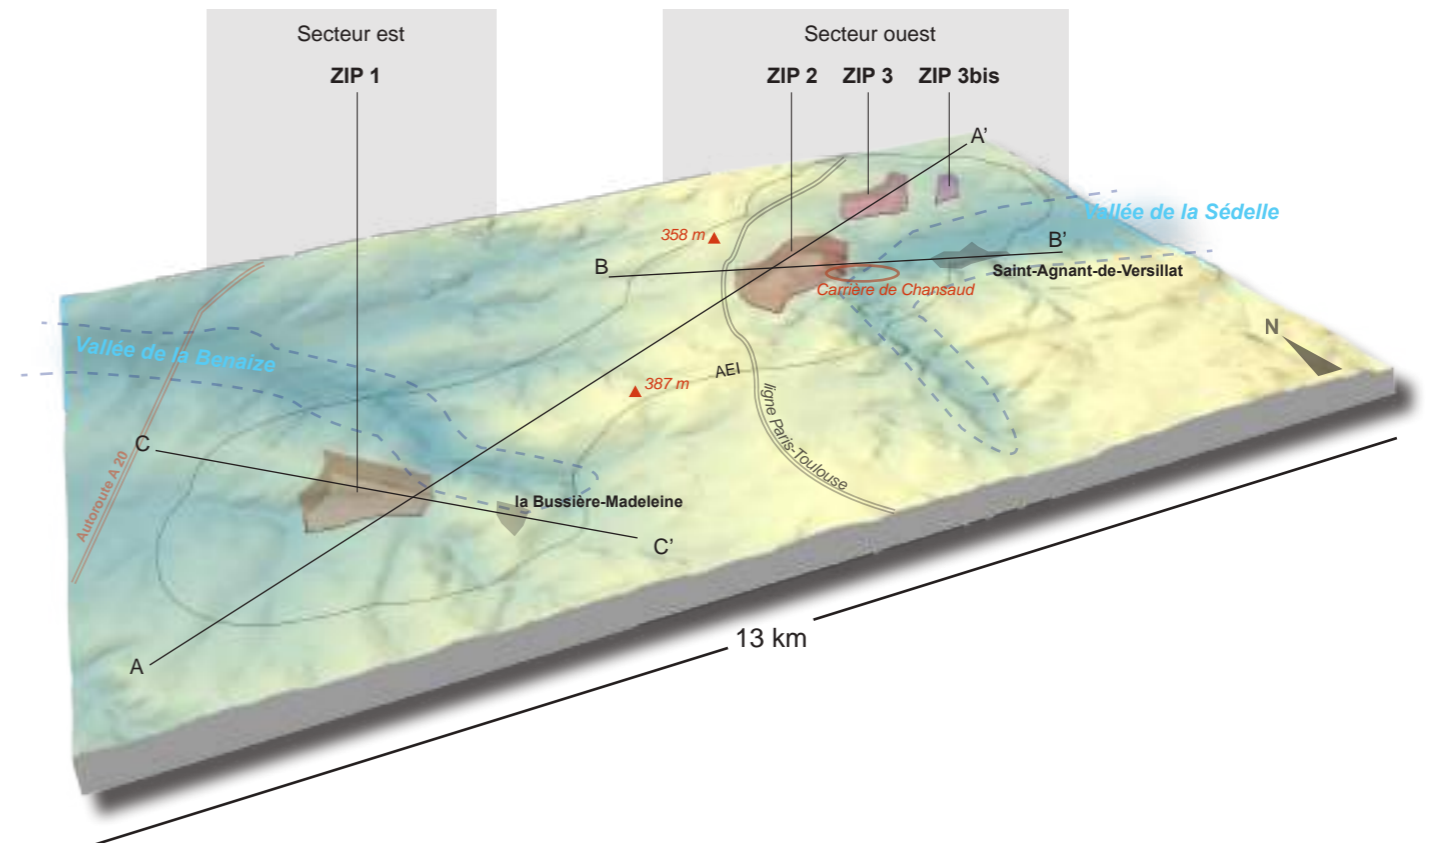 Secteur est
Secteur ouest
ZIP 1
ZIP 2
ZIP 3
ZIP 3bis
A'
Vallée de la Sédelle
358 m
B
B'
Saint-Agnant-de-Versillat
Carrière de Chansaud
N
Vallée de la Benaize
AEI
387 m
ligne Paris-Toulouse
C
Autoroute A 20
la Bussière-Madeleine
C'
A
13 km